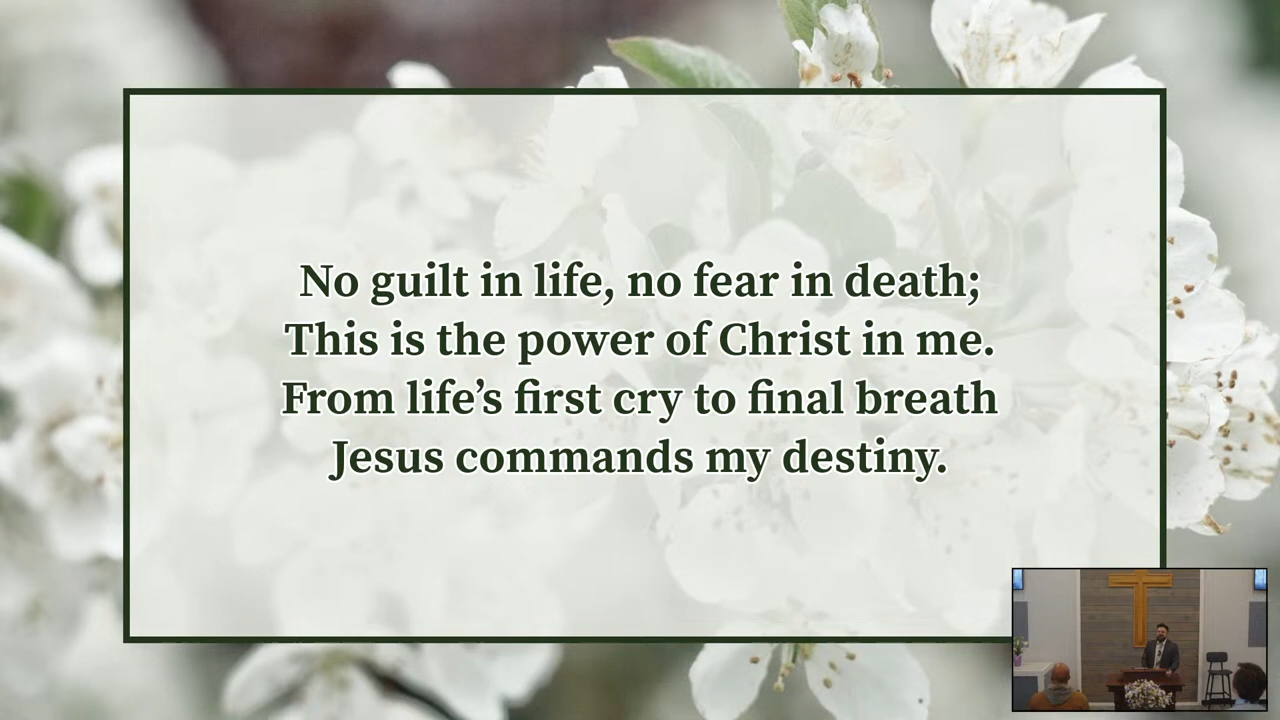 No guilt in life, no fear in death;
This is the power of Christ in me.
From life’s first cry to final breath
Jesus commands my destiny.